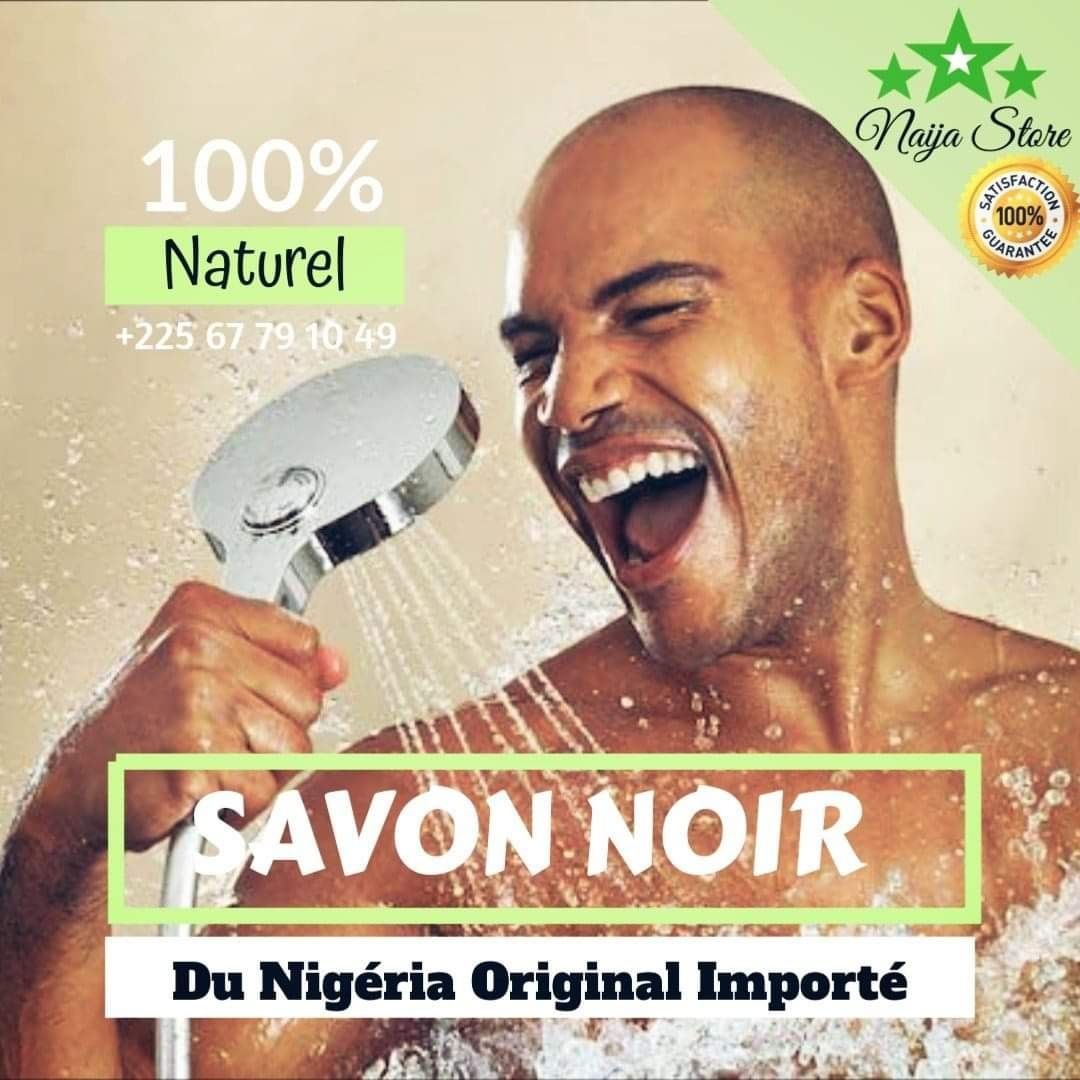 Naija Store
SATISFACTION
100%
GUARANTEE
100%
Naturel
+225 67 79 10 49
SAVON NOIR
Du Nigéria Original Importé